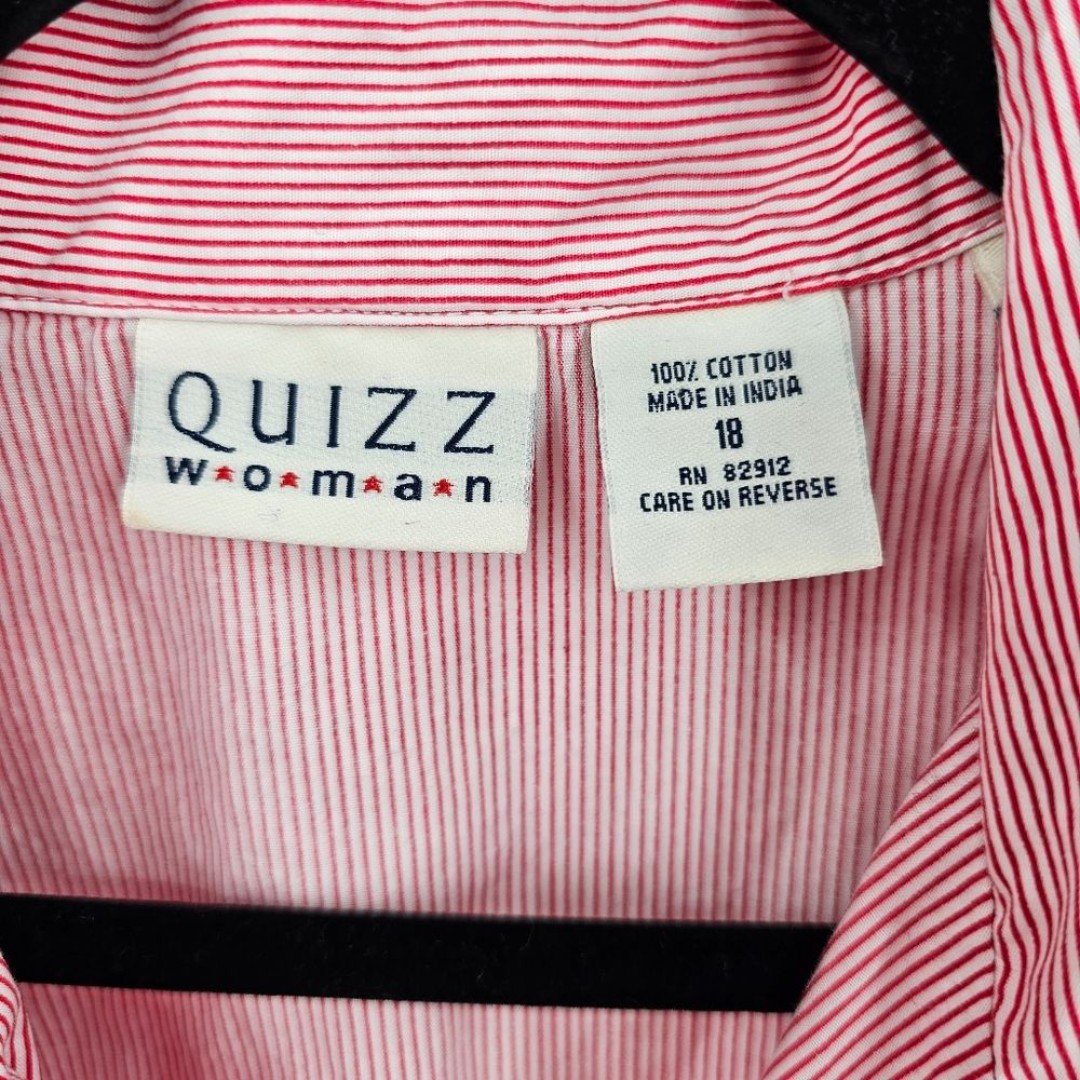 QUIZZ
w★o★m★a★n
100% COTTON
MADE IN INDIA
18
RN 82912
CARE ON REVERSE